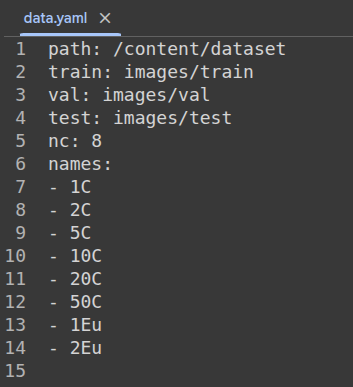 data.yaml ×
1 path: /content/dataset
2 train: images/train
3 val: images/val
4 test: images/test
5 nc: 8
6 names:
7 - 1C
8 - 2C
9 - 5C
10 - 10C
11 - 20C
12 - 50C
13 - 1Eu
14 - 2Eu
15